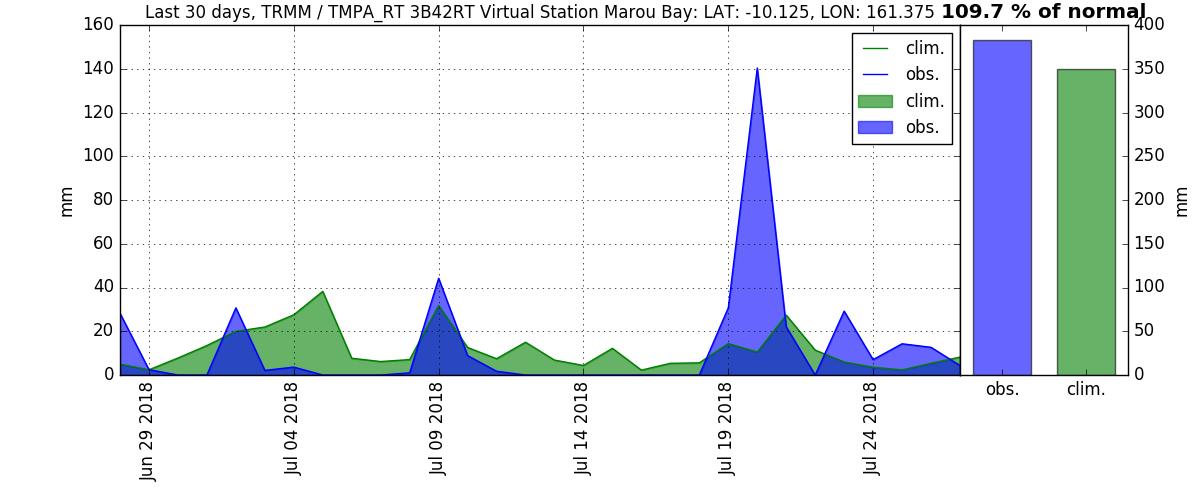 Last 30 days, TRMM / TMPA_RT 3B42RT Virtual Station Marou Bay: LAT: -10.125, LON: 161.375 109.7 % of normal
160
140
120
100
80
60
40
20
0
mm
clim.
obs.
clim.
obs.
Jun 29 2018
Jul 04 2018
Jul 09 2018
Jul 14 2018
Jul 19 2018
Jul 24 2018
400
350
300
250
200
150
100
50
0
mm
obs. clim.